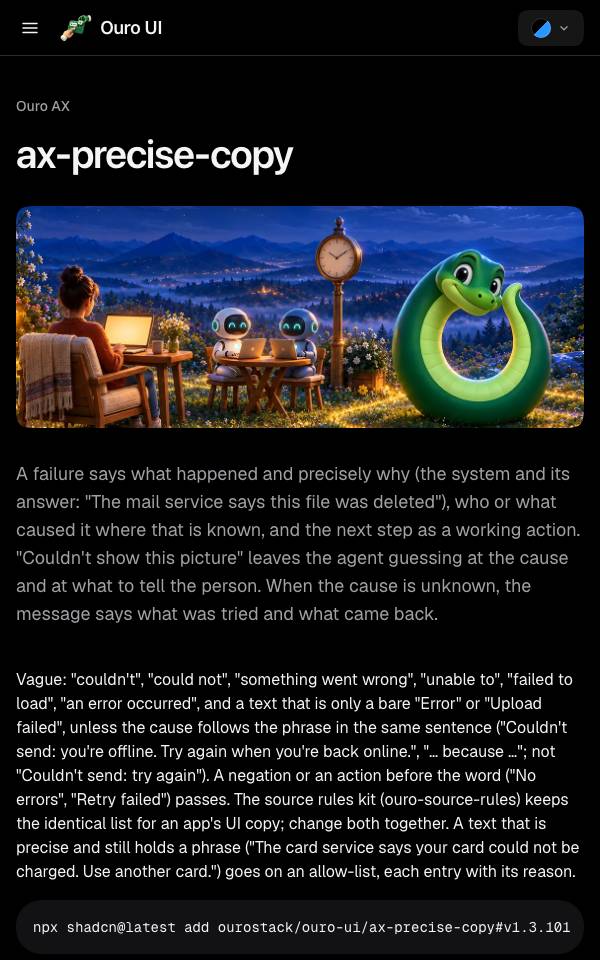 Ouro UI
Ouro AX
ax-precise-copy
A failure says what happened and precisely why (the system and its
answer: "The mail service says this file was deleted"), who or what
caused it where that is known, and the next step as a working action.
"Couldn't show this picture" leaves the agent guessing at the cause
and at what to tell the person. When the cause is unknown, the
message says what was tried and what came back.
Vague: "couldn't", "could not", "something went wrong", "unable to", "failed to
load", "an error occurred", and a text that is only a bare "Error" or "Upload
failed", unless the cause follows the phrase in the same sentence ("Couldn't
send: you're offline. Try again when you're back online.", "… because …"; not
"Couldn't send: try again"). A negation or an action before the word ("No
errors", "Retry failed") passes. The source rules kit (ouro-source-rules) keeps
the identical list for an app's UI copy; change both together. A text that is
precise and still holds a phrase ("The card service says your card could not be
charged. Use another card.") goes on an allow-list, each entry with its reason.
npx shadcn@latest add ourostack/ouro-ui/ax-precise-copy#v1.3.101